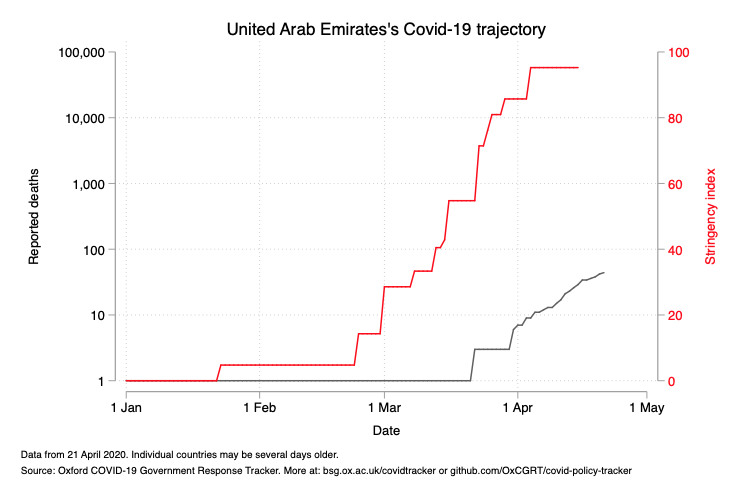 United Arab Emirates's Covid-19 trajectory
100,000
10,000
1,000
100
10
1
Reported deaths
100
80
60
40
20
0
Stringency index
1 Jan
1 Feb
1 Mar
1 Apr
1 May
Date
Data from 21 April 2020. Individual countries may be several days older.
Source: Oxford COVID-19 Government Response Tracker. More at: bsg.ox.ac.uk/covidtracker or github.com/OxCGRT/covid-policy-tracker